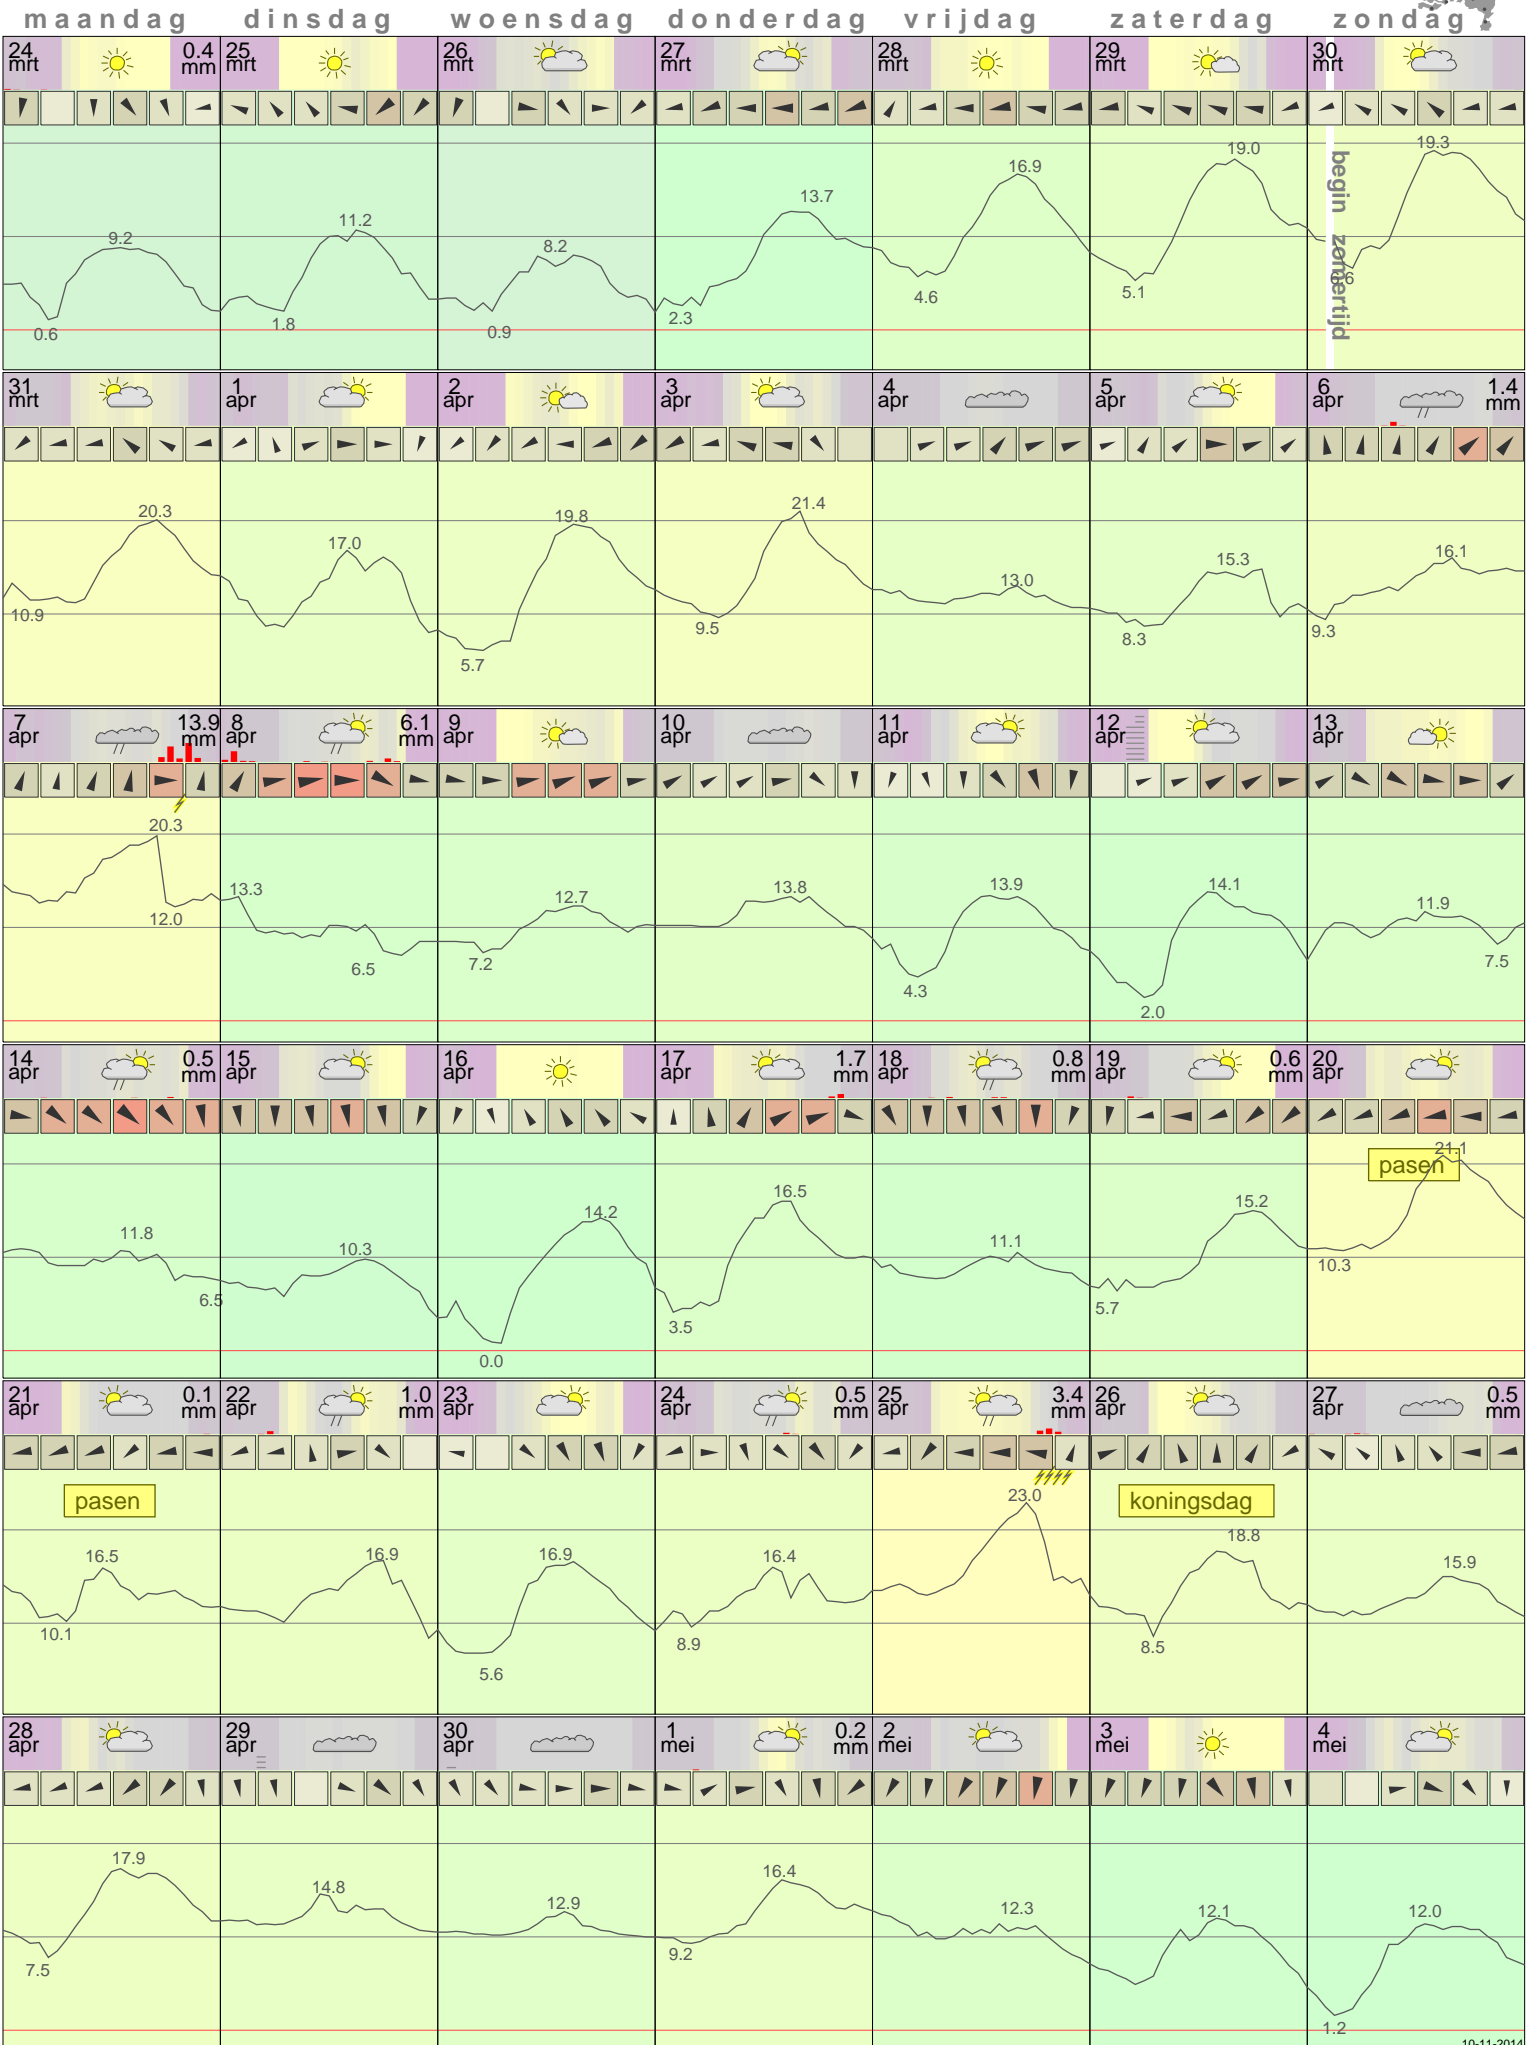 maandag dinsdag woensdag donderdag vrijdag zaterdag zondag
24 mrt 0.4 mm 25 mrt 26 mrt 27 mrt 28 mrt 29 mrt 30 mrt
9.2 0.6 11.2 1.8 8.2 0.9 13.7 2.3 16.9 4.6 19.0 5.1 19.3 6.6
begin zomertijd
31 mrt 1 apr 2 apr 3 apr 4 apr 5 apr 6 apr 1.4 mm
20.3 10.9 17.0 19.8 5.7 21.4 9.5 13.0 15.3 8.3 16.1 9.3
7 apr 13.9 mm 8 apr 6.1 mm 9 apr 10 apr 11 apr 12 apr 13 apr
20.3 12.0 13.3 6.5 12.7 7.2 13.8 13.9 4.3 14.1 2.0 11.9 7.5
14 apr 0.5 mm 15 apr 16 apr 17 apr 1.7 mm 18 apr 0.8 mm 19 apr 0.6 mm 20 apr
pasen
11.8 6.5 10.3 14.2 0.0 16.5 3.5 11.1 15.2 5.7 21.1 10.3
21 apr 0.1 mm 22 apr 1.0 mm 23 apr 24 apr 0.5 mm 25 apr 3.4 mm 26 apr 27 apr 0.5 mm
pasen koningsdag
16.5 10.1 16.9 16.9 5.6 16.4 8.9 23.0 18.8 8.5 15.9
28 apr 29 apr 30 apr 1 mei 0.2 mm 2 mei 3 mei 4 mei
17.9 7.5 14.8 12.9 16.4 9.2 12.3 12.1 12.0 1.2
10-11-2014